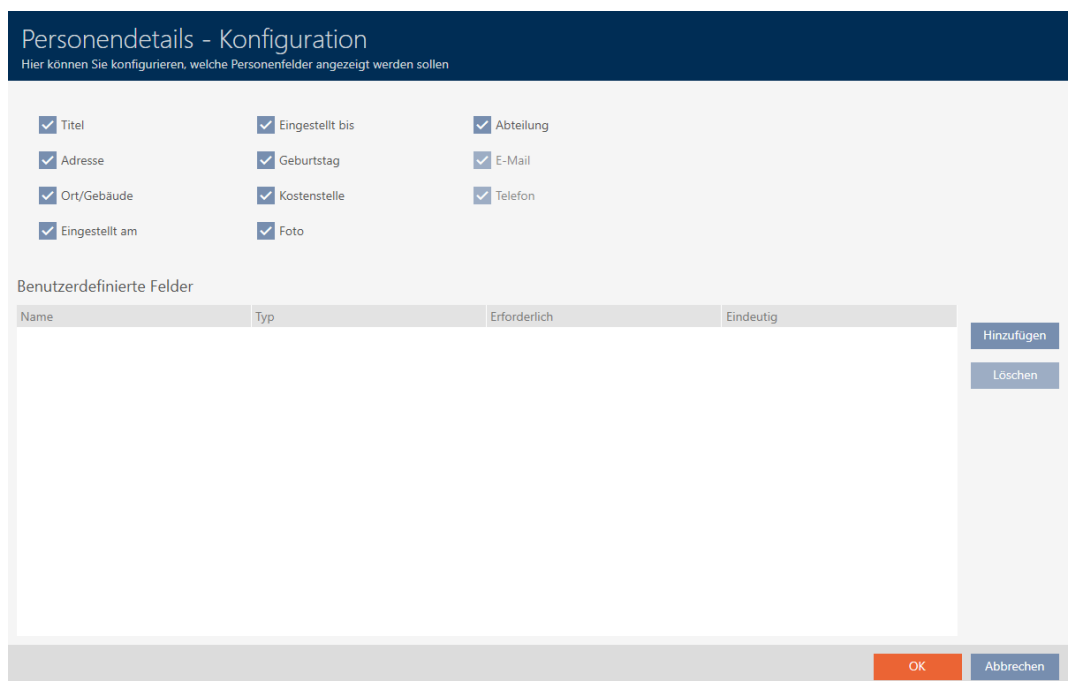 Personendetails - Konfiguration
Hier können Sie konfigurieren, welche Personenfelder angezeigt werden sollen
Titel
Eingestellt bis
Abteilung
Adresse
Geburtstag
E-Mail
Ort/Gebäude
Kostenstelle
Telefon
Eingestellt am
Foto
Benutzerdefinierte Felder
Name
Typ
Erforderlich
Eindeutig
Hinzufügen
Löschen
OK
Abbrechen